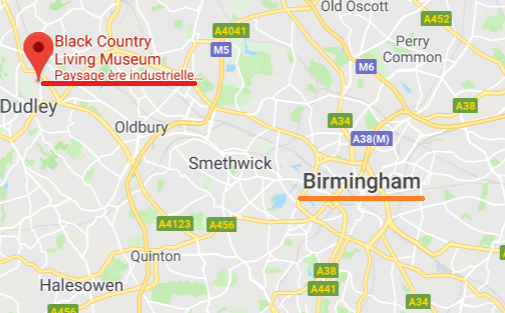 Old Oscott
A452
A4041
Black Country
Living Museum
Paysage ère industrielle...
M5
Perry
Common
M6
Dudley
A38
Oldbury
A34
A38(M)
Smethwick
Birmingham
A4123
A456
Quinton
A38
Halesowen
A441
A34
A456